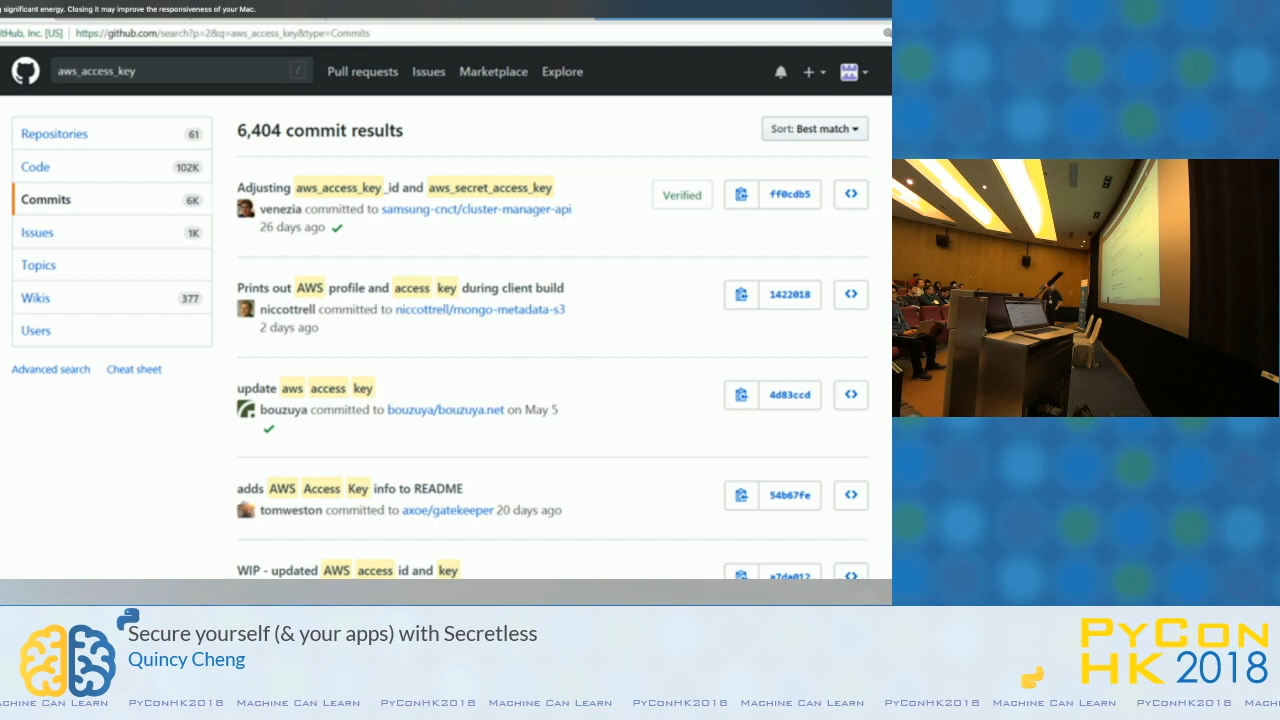 significant energy. Closing it may improve the responsiveness of your Mac.
tHub, Inc. [US] | https://github.com/search?p=2&q=aws_access_key&type=Commits
aws_access_key / Pull requests Issues Marketplace Explore
Repositories 61
Code 102K
Commits 6K
Issues 1K
Topics
Wikis 377
Users
Advanced search Cheat sheet
6,404 commit results Sort: Best match
Adjusting aws_access_key_id and aws_secret_access_key
venezia committed to samsung-cnct/cluster-manager-api
26 days ago
Verified ff0cdb5
Prints out AWS profile and access key during client build
niccottrell committed to niccottrell/mongo-metadata-s3
2 days ago
1422018
update aws access key
bouzuya committed to bouzuya/bouzuya.net on May 5
4d83ccd
adds AWS Access Key info to README
tomweston committed to axoe/gatekeeper 20 days ago
54b67fe
WIP - updated AWS access id and key
a7da012
Secure yourself (& your apps) with Secretless
Quincy Cheng
PyCon
HK 2018
achine Can Learn PyConHK2018 Machine Can Learn PyConHK2018 Machine Can Learn PyConHK2018 Machine Can Learn PyConHK2018 Machine Can Learn PyConHK2018 Mach